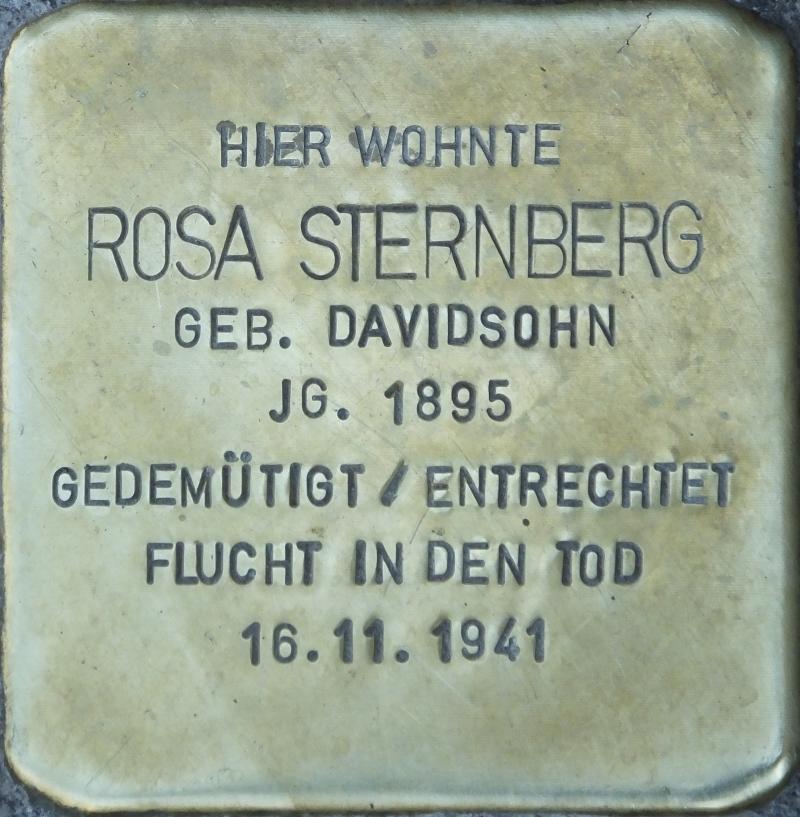 HIER WOHNTE
ROSA STERNBERG
GEB. DAVIDSOHN
JG. 1895
GEDEMÜTIGT / ENTRECHTET
FLUCHT IN DEN TOD
16.11.1941